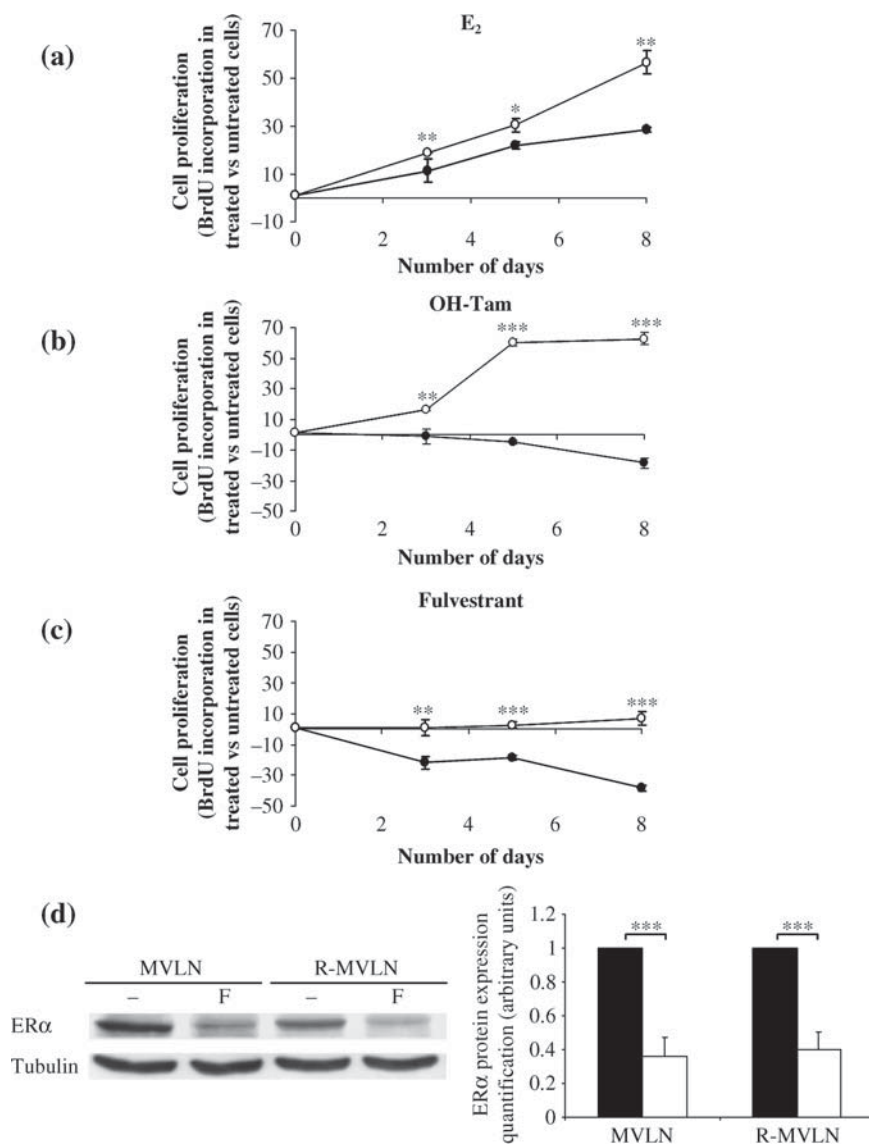 (a)
E₂
Cell proliferation
(BrdU incorporation in
treated vs untreated cells)
70
50
30
10
−10
**
*
**
0 2 4 6 8
Number of days
(b)
OH-Tam
Cell proliferation
(BrdU incorporation in
treated vs untreated cells)
70
50
30
10
−10
−30
−50
**
***
***
0 2 4 6 8
Number of days
(c)
Fulvestrant
Cell proliferation
(BrdU incorporation in
treated vs untreated cells)
70
50
30
10
−10
−30
−50
**
***
***
0 2 4 6 8
Number of days
(d)
MVLN R-MVLN
– F – F
ERα
Tubulin
ERα protein expression
quantification (arbitrary units)
1.2
1
0.8
0.6
0.4
0.2
0
***
***
MVLN R-MVLN